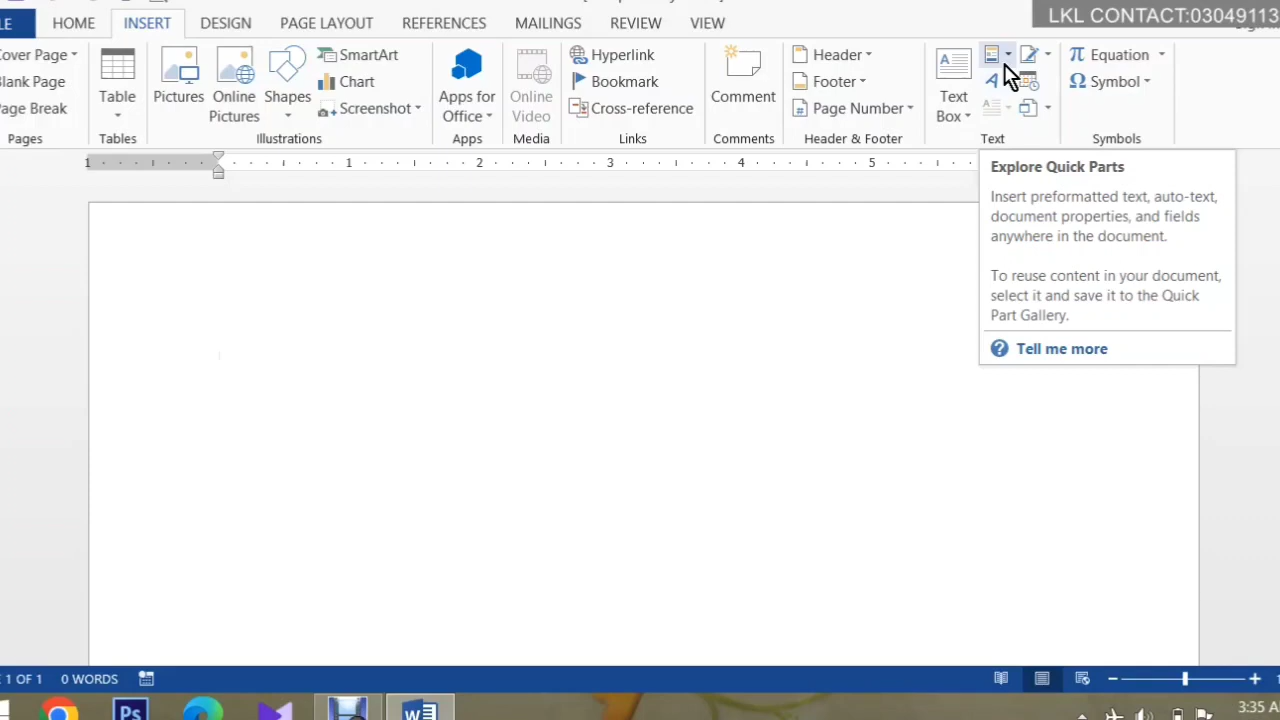 LKL CONTACT:03049113
LE INSERT
HOME
DESIGN
PAGE LAYOUT
REFERENCES
MAILINGS
REVIEW
VIEW
Cover Page
Blank Page
Page Break
Pages
Table
Tables
Pictures
Online
Pictures
Shapes
SmartArt
Chart
Screenshot
Illustrations
Apps for
Office
Apps
Online
Video
Media
Hyperlink
Bookmark
Cross-reference
Links
Comment
Comments
Header
Footer
Page Number
Header & Footer
Text
Box
Text
Equation
Symbol
Symbols
1 1 2 3 4 5
Explore Quick Parts
Insert preformatted text, auto-text,
document properties, and fields
anywhere in the document.
To reuse content in your document,
select it and save it to the Quick
Part Gallery.
Tell me more
1 OF 1 0 WORDS
Ps
3:35 A